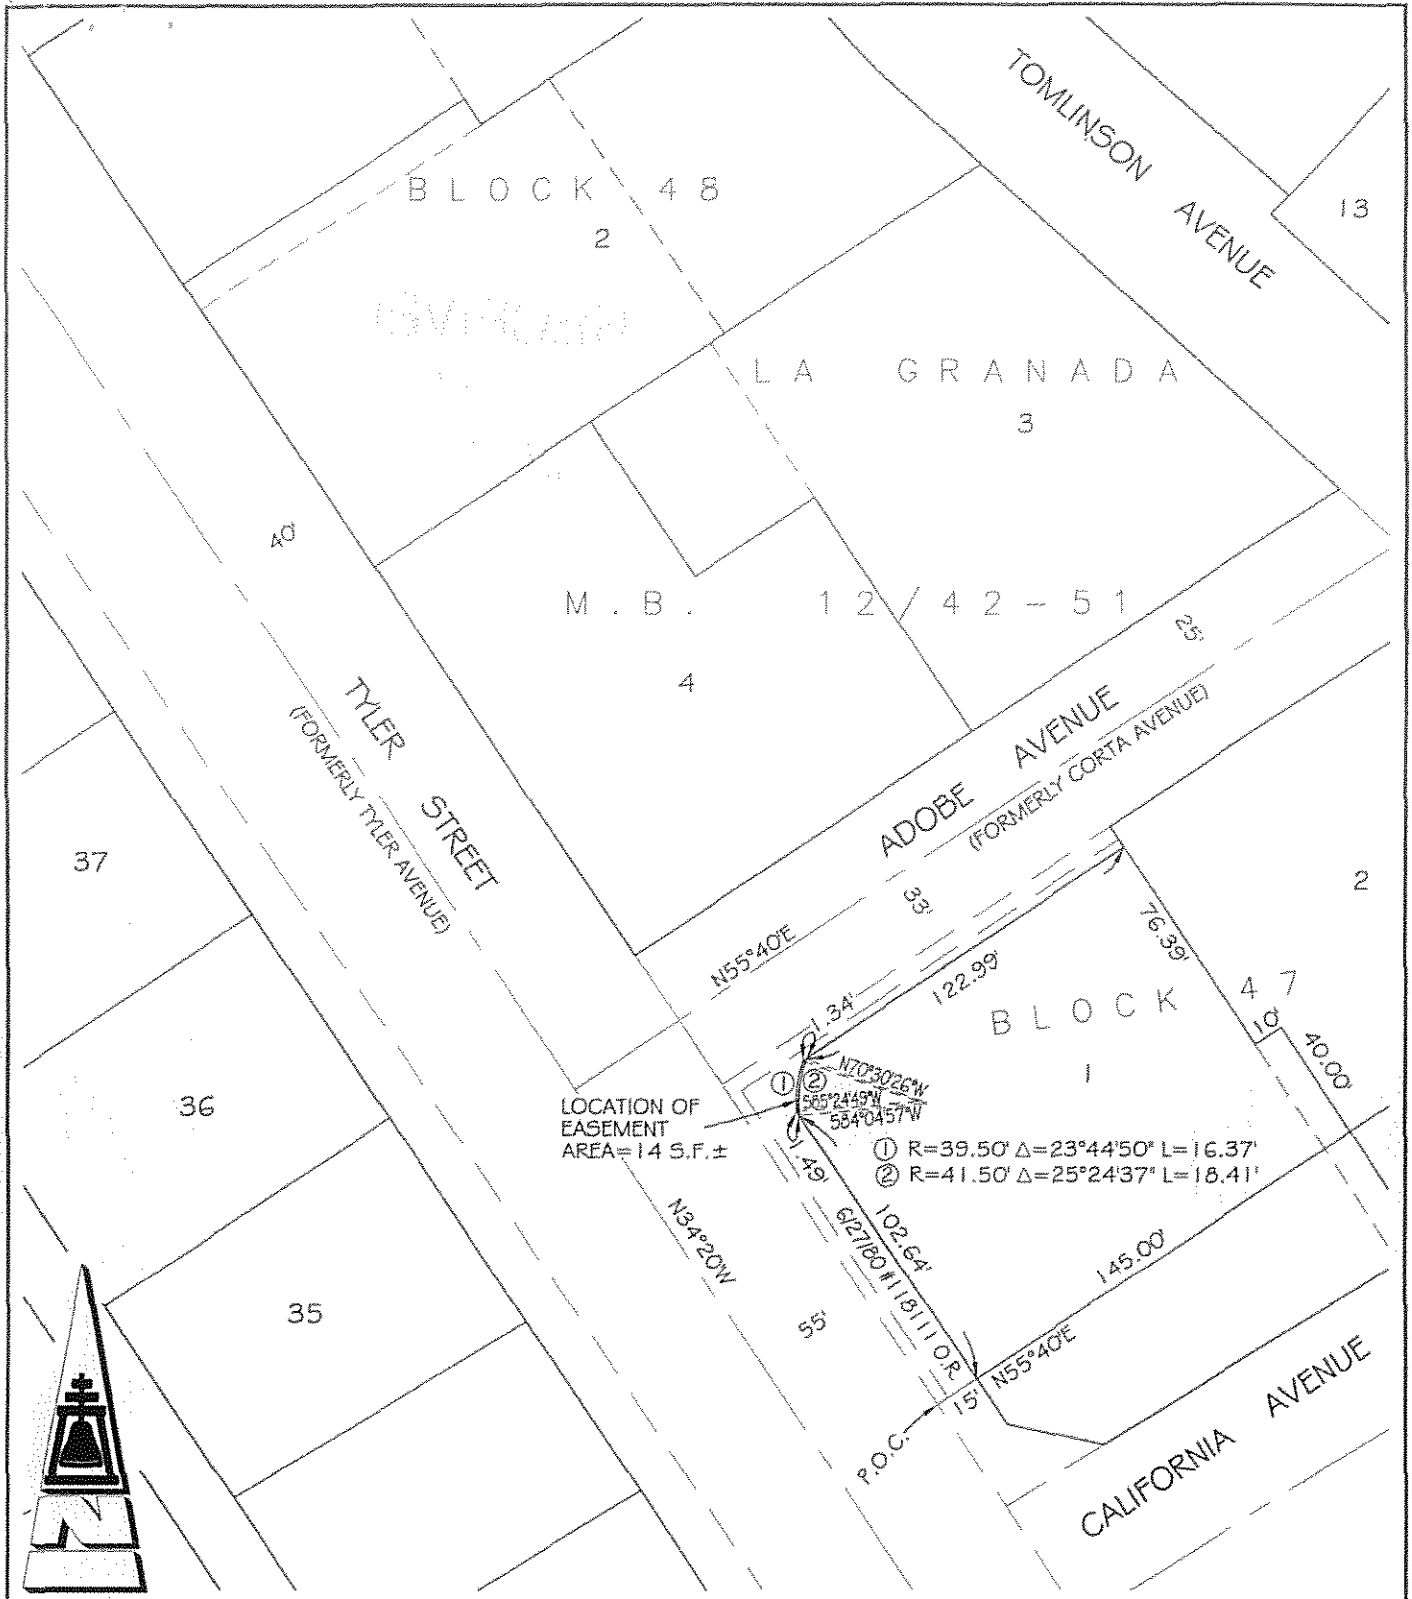 TOMLINSON AVENUE
13
BLOCK 48
2
LA GRANADA
3
40'
M.B. 12/42-51
25'
4
TYLER STREET
(FORMERLY TYLER AVENUE)
ADOBE AVENUE
(FORMERLY CORTA AVENUE)
37
2
33'
76.39'
N55°40'E
122.99'
1.34'
BLOCK 47
10'
40.00'
1
N70°30'26"W
① ②
S84°04'57"W
36
LOCATION OF
EASEMENT
AREA=14 S.F.±
① R=39.50' Δ=23°44'50" L=16.37'
② R=41.50' Δ=25°24'37" L=18.41'
1.49'
N34°20'W
6/27/80 #118111 O.R.
102.64'
145.00'
35
55'
N55°40'E
15'
P.O.C.
CALIFORNIA AVENUE
N